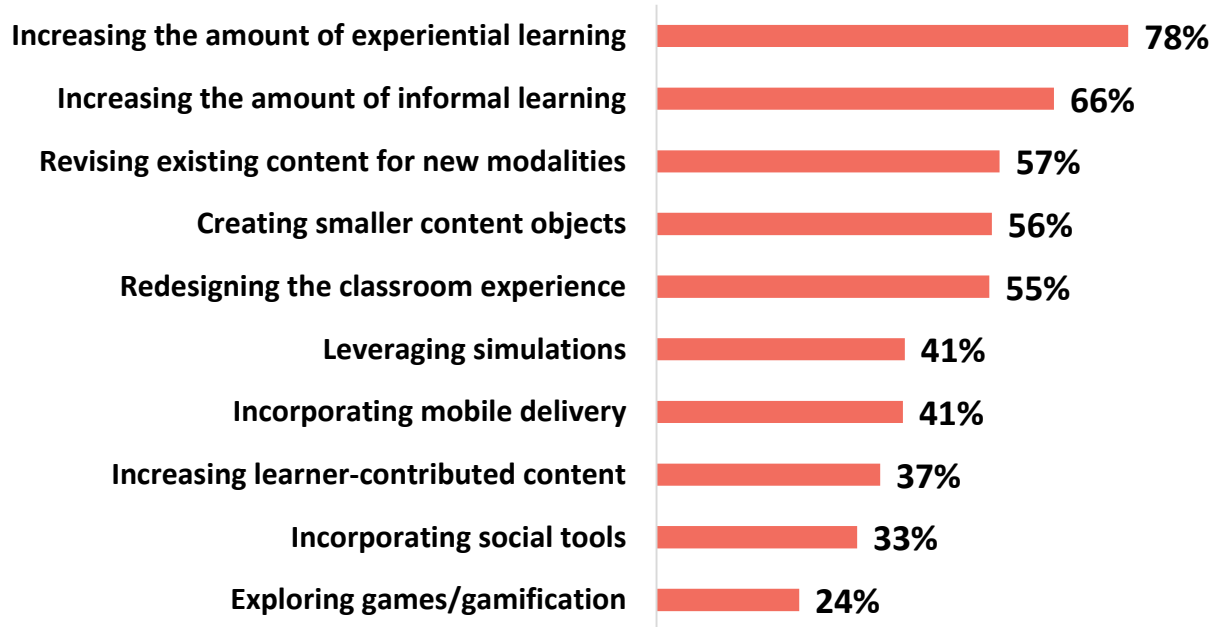 Increasing the amount of experiential learning 78%
Increasing the amount of informal learning 66%
Revising existing content for new modalities 57%
Creating smaller content objects 56%
Redesigning the classroom experience 55%
Leveraging simulations 41%
Incorporating mobile delivery 41%
Increasing learner-contributed content 37%
Incorporating social tools 33%
Exploring games/gamification 24%